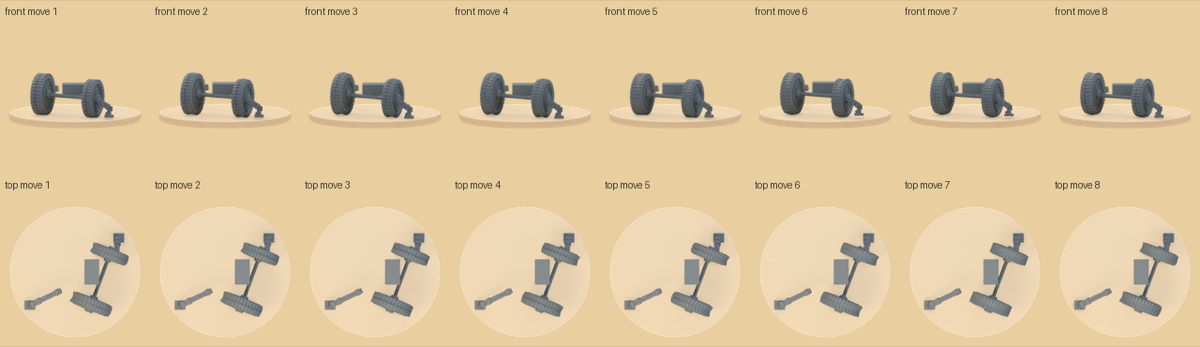 front move 1
front move 2
front move 3
front move 4
front move 5
front move 6
front move 7
front move 8
top move 1
top move 2
top move 3
top move 4
top move 5
top move 6
top move 7
top move 8